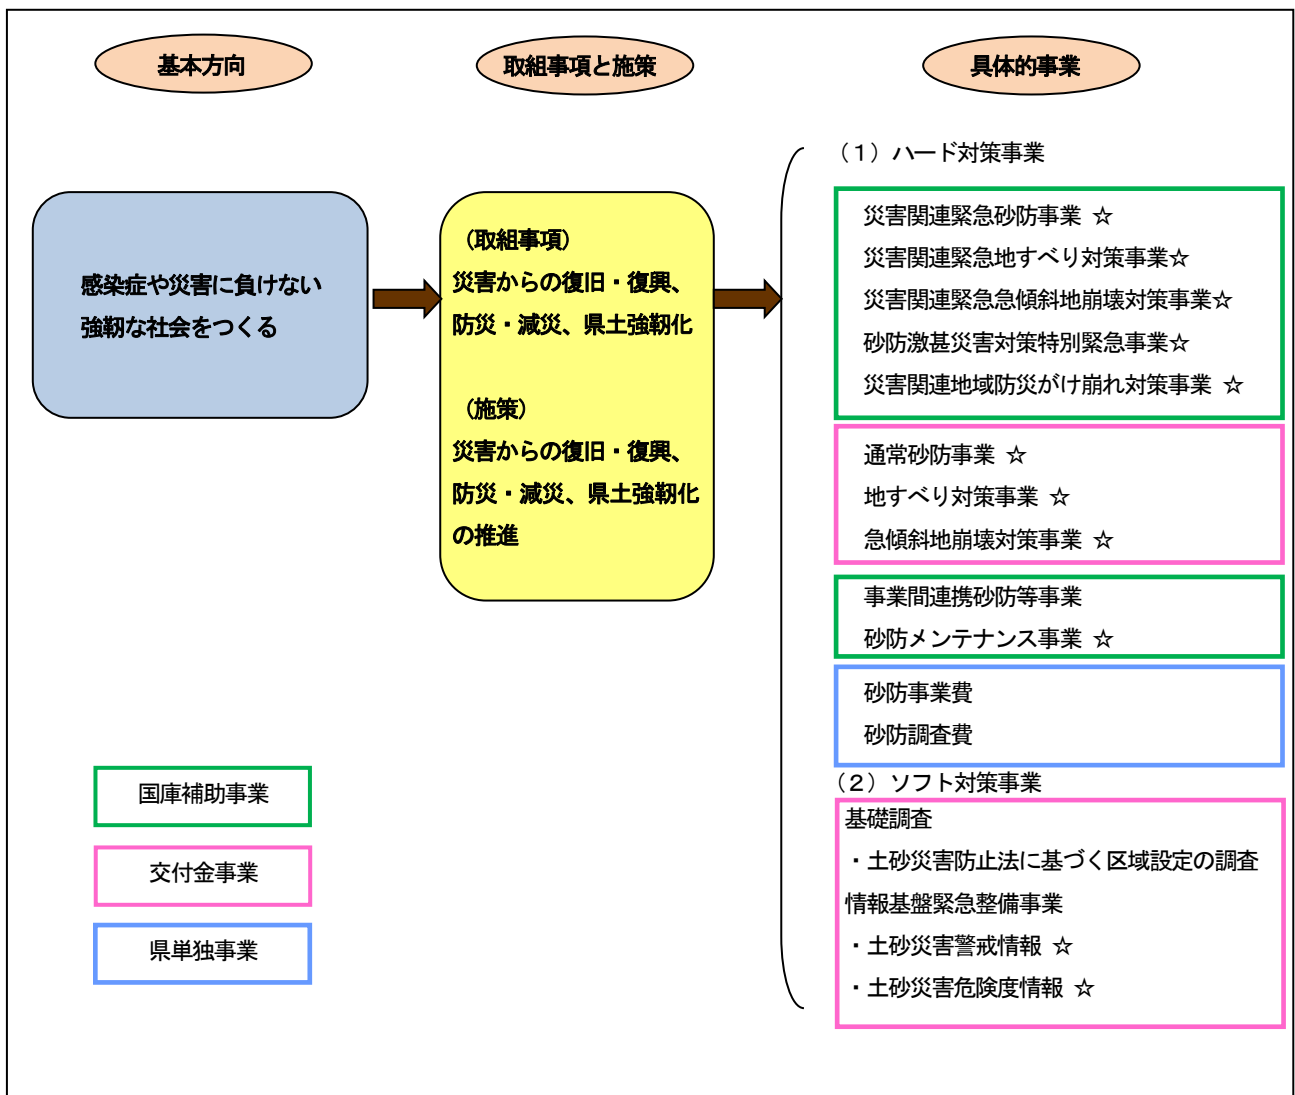 基本方向
取組事項と施策
具体的事業
感染症や災害に負けない
強靭な社会をつくる
（取組事項）
災害からの復旧・復興、
防災・減災、県土強靭化
（施策）
災害からの復旧・復興、
防災・減災、県土強靭化
の推進
（１）ハード対策事業
災害関連緊急砂防事業 ☆
災害関連緊急地すべり対策事業☆
災害関連緊急急傾斜地崩壊対策事業☆
砂防激甚災害対策特別緊急事業☆
災害関連地域防災がけ崩れ対策事業 ☆
通常砂防事業 ☆
地すべり対策事業 ☆
急傾斜地崩壊対策事業 ☆
事業間連携砂防等事業
砂防メンテナンス事業 ☆
砂防事業費
砂防調査費
（２）ソフト対策事業
基礎調査
・土砂災害防止法に基づく区域設定の調査
情報基盤緊急整備事業
・土砂災害警戒情報 ☆
・土砂災害危険度情報 ☆
国庫補助事業
交付金事業
県単独事業